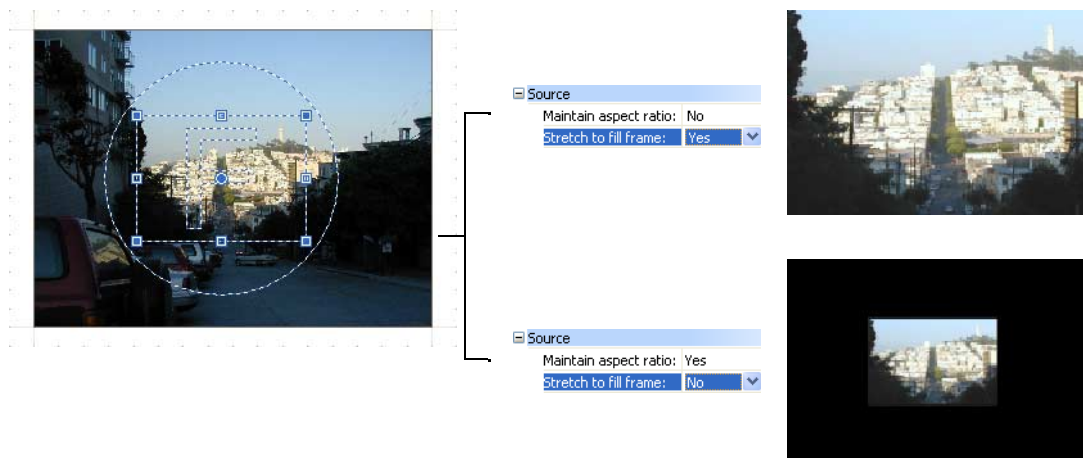 Source
Maintain aspect ratio: No
Stretch to fill frame: Yes
Source
Maintain aspect ratio: Yes
Stretch to fill frame: No